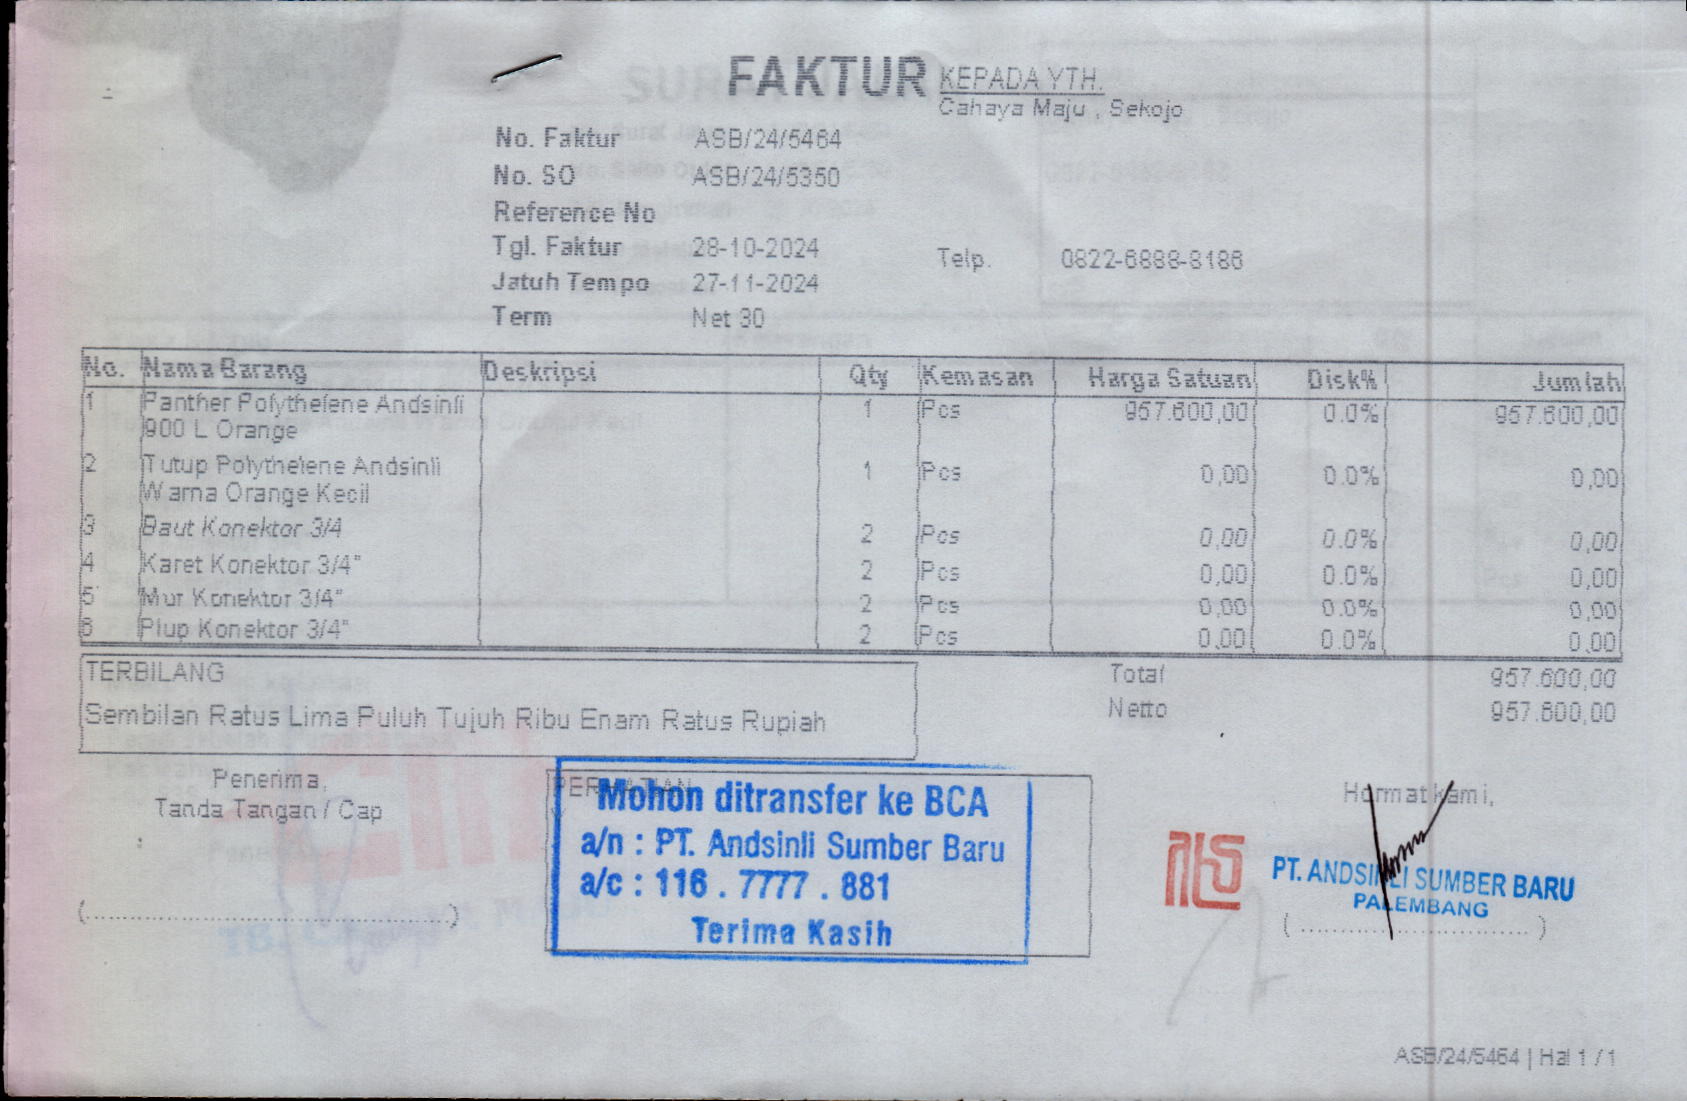 FAKTUR
KEPADA YTH.
Cahaya Maju , Sekojo
No. Faktur ASB/24/5464
No. SO ASB/24/5350
Reference No
Tgl. Faktur 28-10-2024
Telp. 0822-6888-8186
Jatuh Tempo 27-11-2024
Term Net 30
No. Nama Barang Deskripsi Qty Kemasan Harga Satuan Disk% Jumlah
1 Panther Polythelene Andsinli 1 Pcs 957.600,00 0.0% 957.600,00
900 L Orange
2 Tutup Polythelene Andsinli 1 Pcs 0,00 0.0% 0,00
Warna Orange Kecil
3 Baut Konektor 3/4 2 Pcs 0,00 0.0% 0,00
4 Karet Konektor 3/4" 2 Pcs 0,00 0.0% 0,00
5 Mur Konektor 3/4" 2 Pcs 0,00 0.0% 0,00
6 Plup Konektor 3/4" 2 Pcs 0,00 0.0% 0,00
TERBILANG
Total 957.600,00
Sembilan Ratus Lima Puluh Tujuh Ribu Enam Ratus Rupiah
Netto 957.600,00
Penerima,
Tanda Tangan / Cap
(..............................)
PERHATIAN
Mohon ditransfer ke BCA
a/n : PT. Andsinli Sumber Baru
a/c : 116 . 7777 . 881
Terima Kasih
Hormat kami,
PT. ANDSINLI SUMBER BARU
PALEMBANG
(..............................)
ASB/24/5464 | Hal 1 / 1